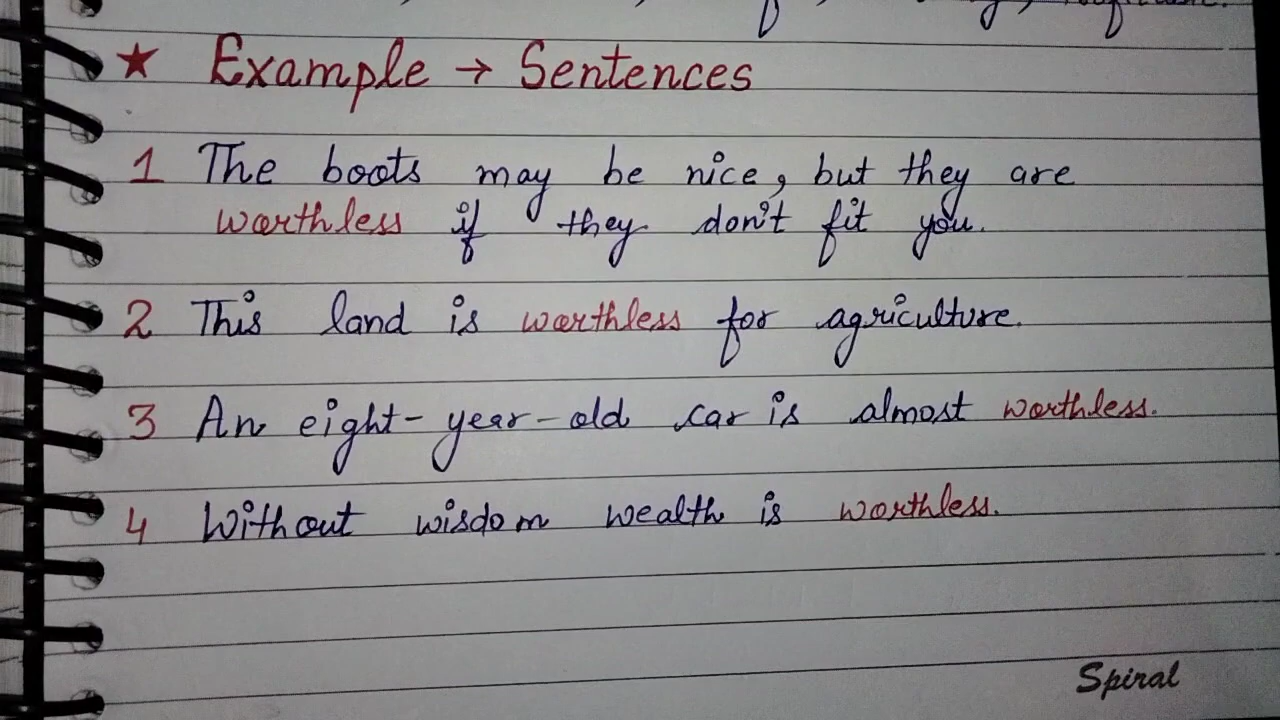 ★ Example → Sentences
1 The boots may be nice, but they are
worthless if they don't fit you.
2 This land is worthless for agriculture.
3 An eight-year-old car is almost worthless.
4 Without wisdom wealth is worthless.
Spiral